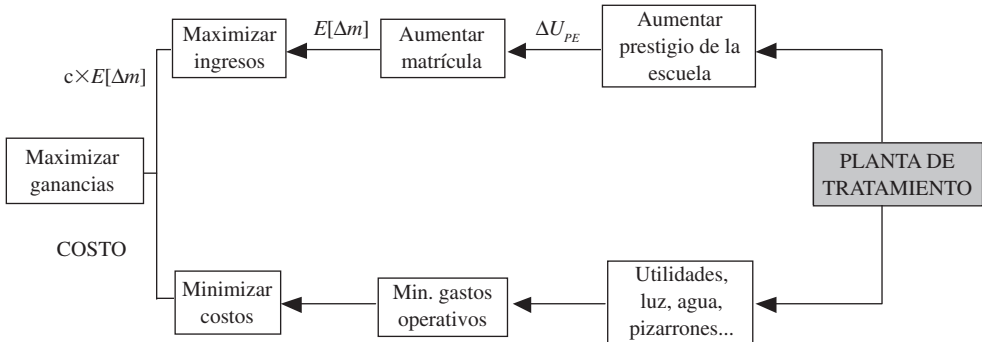 Maximizar
ingresos
E[Δm]
Aumentar
matrícula
ΔU_PE
Aumentar
prestigio de la
escuela
c×E[Δm]
Maximizar
ganancias
PLANTA DE
TRATAMIENTO
COSTO
Minimizar
costos
Min. gastos
operativos
Utilidades,
luz, agua,
pizarrones...